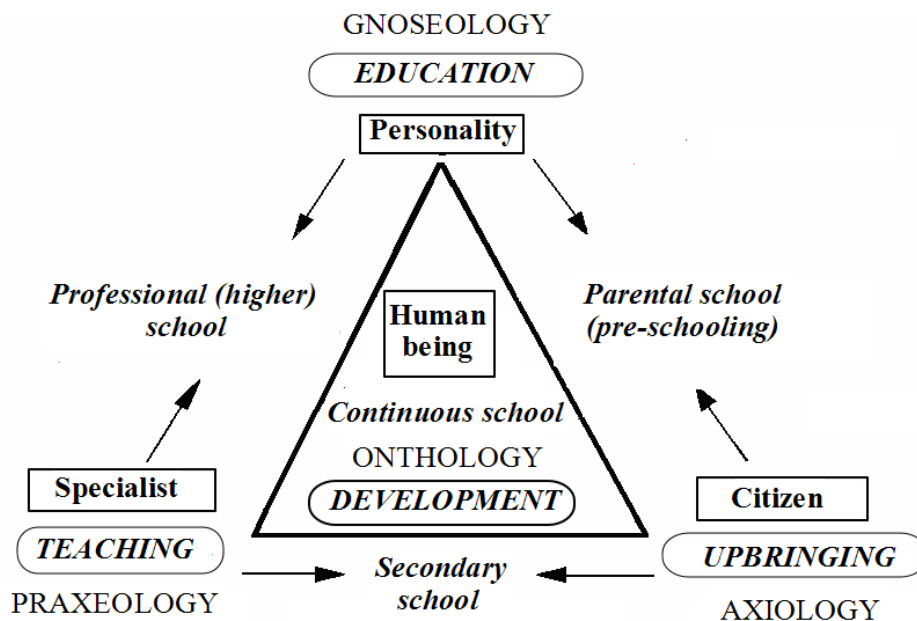 GNOSEOLOGY
EDUCATION
Personality
Professional (higher)
school
Parental school
(pre-schooling)
Human
being
Continuous school
ONTHOLOGY
DEVELOPMENT
Specialist
TEACHING
PRAXEOLOGY
Secondary
school
Citizen
UPBRINGING
AXIOLOGY